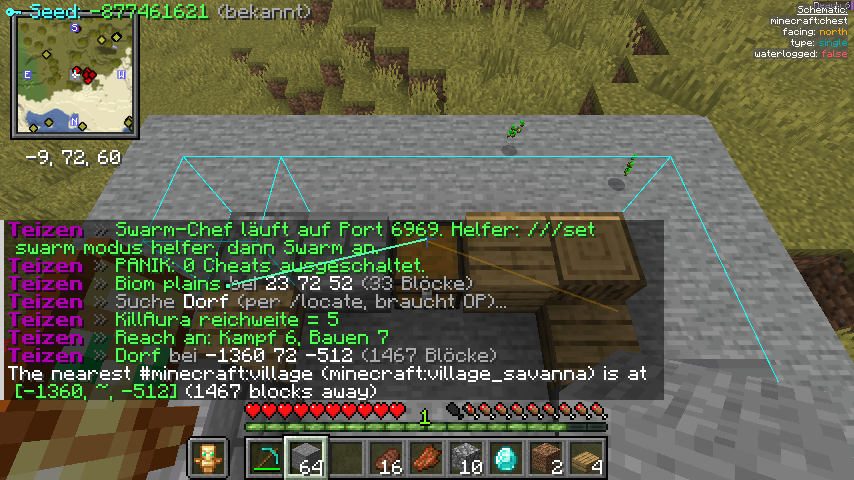 Seed: -877461621 (bekannt)
Schematic:
minecraft:chest
facing: north
type: single
waterlogged: false
S
E
W
N
-9, 72, 60
Teizen » Swarm-Chef läuft auf Port 6969. Helfer: ///set
swarm modus helfer, dann Swarm an.
Teizen » PANIK: 0 Cheats ausgeschaltet.
Teizen » Biom plains bei 23 72 52 (33 Blöcke)
Teizen » Suche Dorf (per /locate, braucht OP)...
Teizen » KillAura reichweite = 5
Teizen » Reach an: Kampf 6, Bauen 7
Teizen » Dorf bei -1360 72 -512 (1467 Blöcke)
The nearest #minecraft:village (minecraft:village_savanna) is at
[-1360, ~, -512] (1467 blocks away)
1
64
16
10
2
4